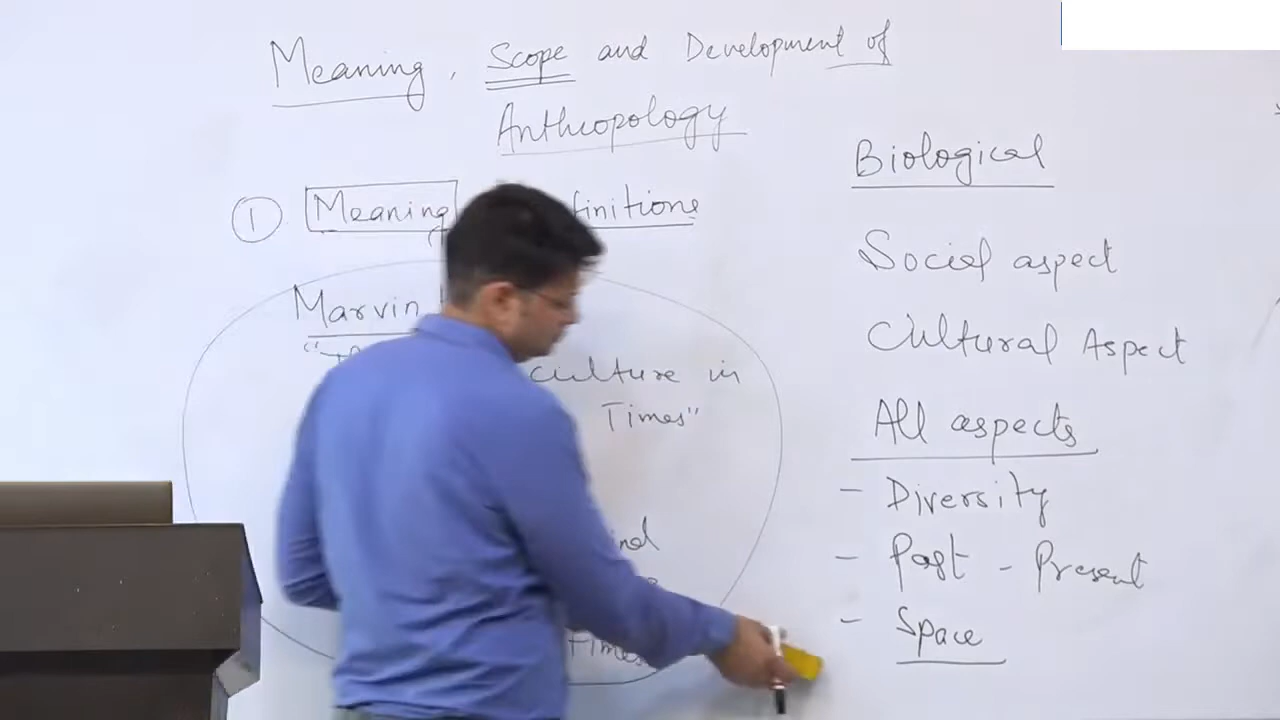 Meaning, Scope and Development of
Anthropology
① Meaning
Marvin
culture in
Times"
Times
Biological
Social aspect
Cultural Aspect
All aspects
- Diversity
- Past - Present
- Space